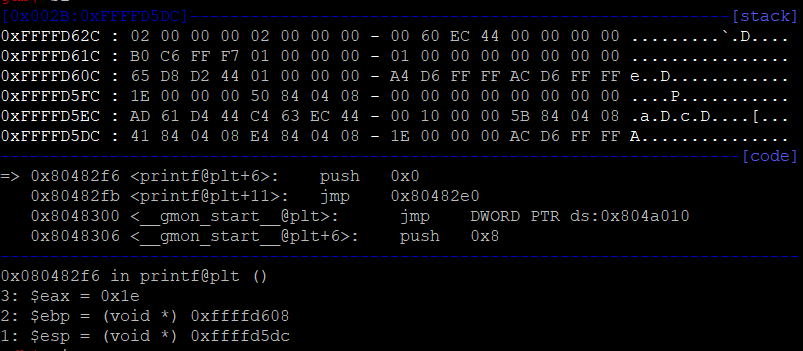 [0x002B:0xFFFFD5DC]------------------------------------------------------[stack]
0xFFFFD62C : 02 00 00 00 02 00 00 00 - 00 60 EC 44 00 00 00 00 .........`.D....
0xFFFFD61C : B0 C6 FF F7 01 00 00 00 - 01 00 00 00 00 00 00 00 ................
0xFFFFD60C : 65 D8 D2 44 01 00 00 00 - A4 D6 FF FF AC D6 FF FF e..D............
0xFFFFD5FC : 1E 00 00 00 50 84 04 08 - 00 00 00 00 00 00 00 00 ....P...........
0xFFFFD5EC : AD 61 D4 44 C4 63 EC 44 - 00 10 00 00 5B 84 04 08 .a.D.c.D....[...
0xFFFFD5DC : 41 84 04 08 E4 84 04 08 - 1E 00 00 00 AC D6 FF FF A...............
--------------------------------------------------------------------------[code]
=> 0x80482f6 <printf@plt+6>: push 0x0
0x80482fb <printf@plt+11>: jmp 0x80482e0
0x8048300 <__gmon_start__@plt>: jmp DWORD PTR ds:0x804a010
0x8048306 <__gmon_start__@plt+6>: push 0x8
--------------------------------------------------------------------------------
0x080482f6 in printf@plt ()
3: $eax = 0x1e
2: $ebp = (void *) 0xffffd608
1: $esp = (void *) 0xffffd5dc